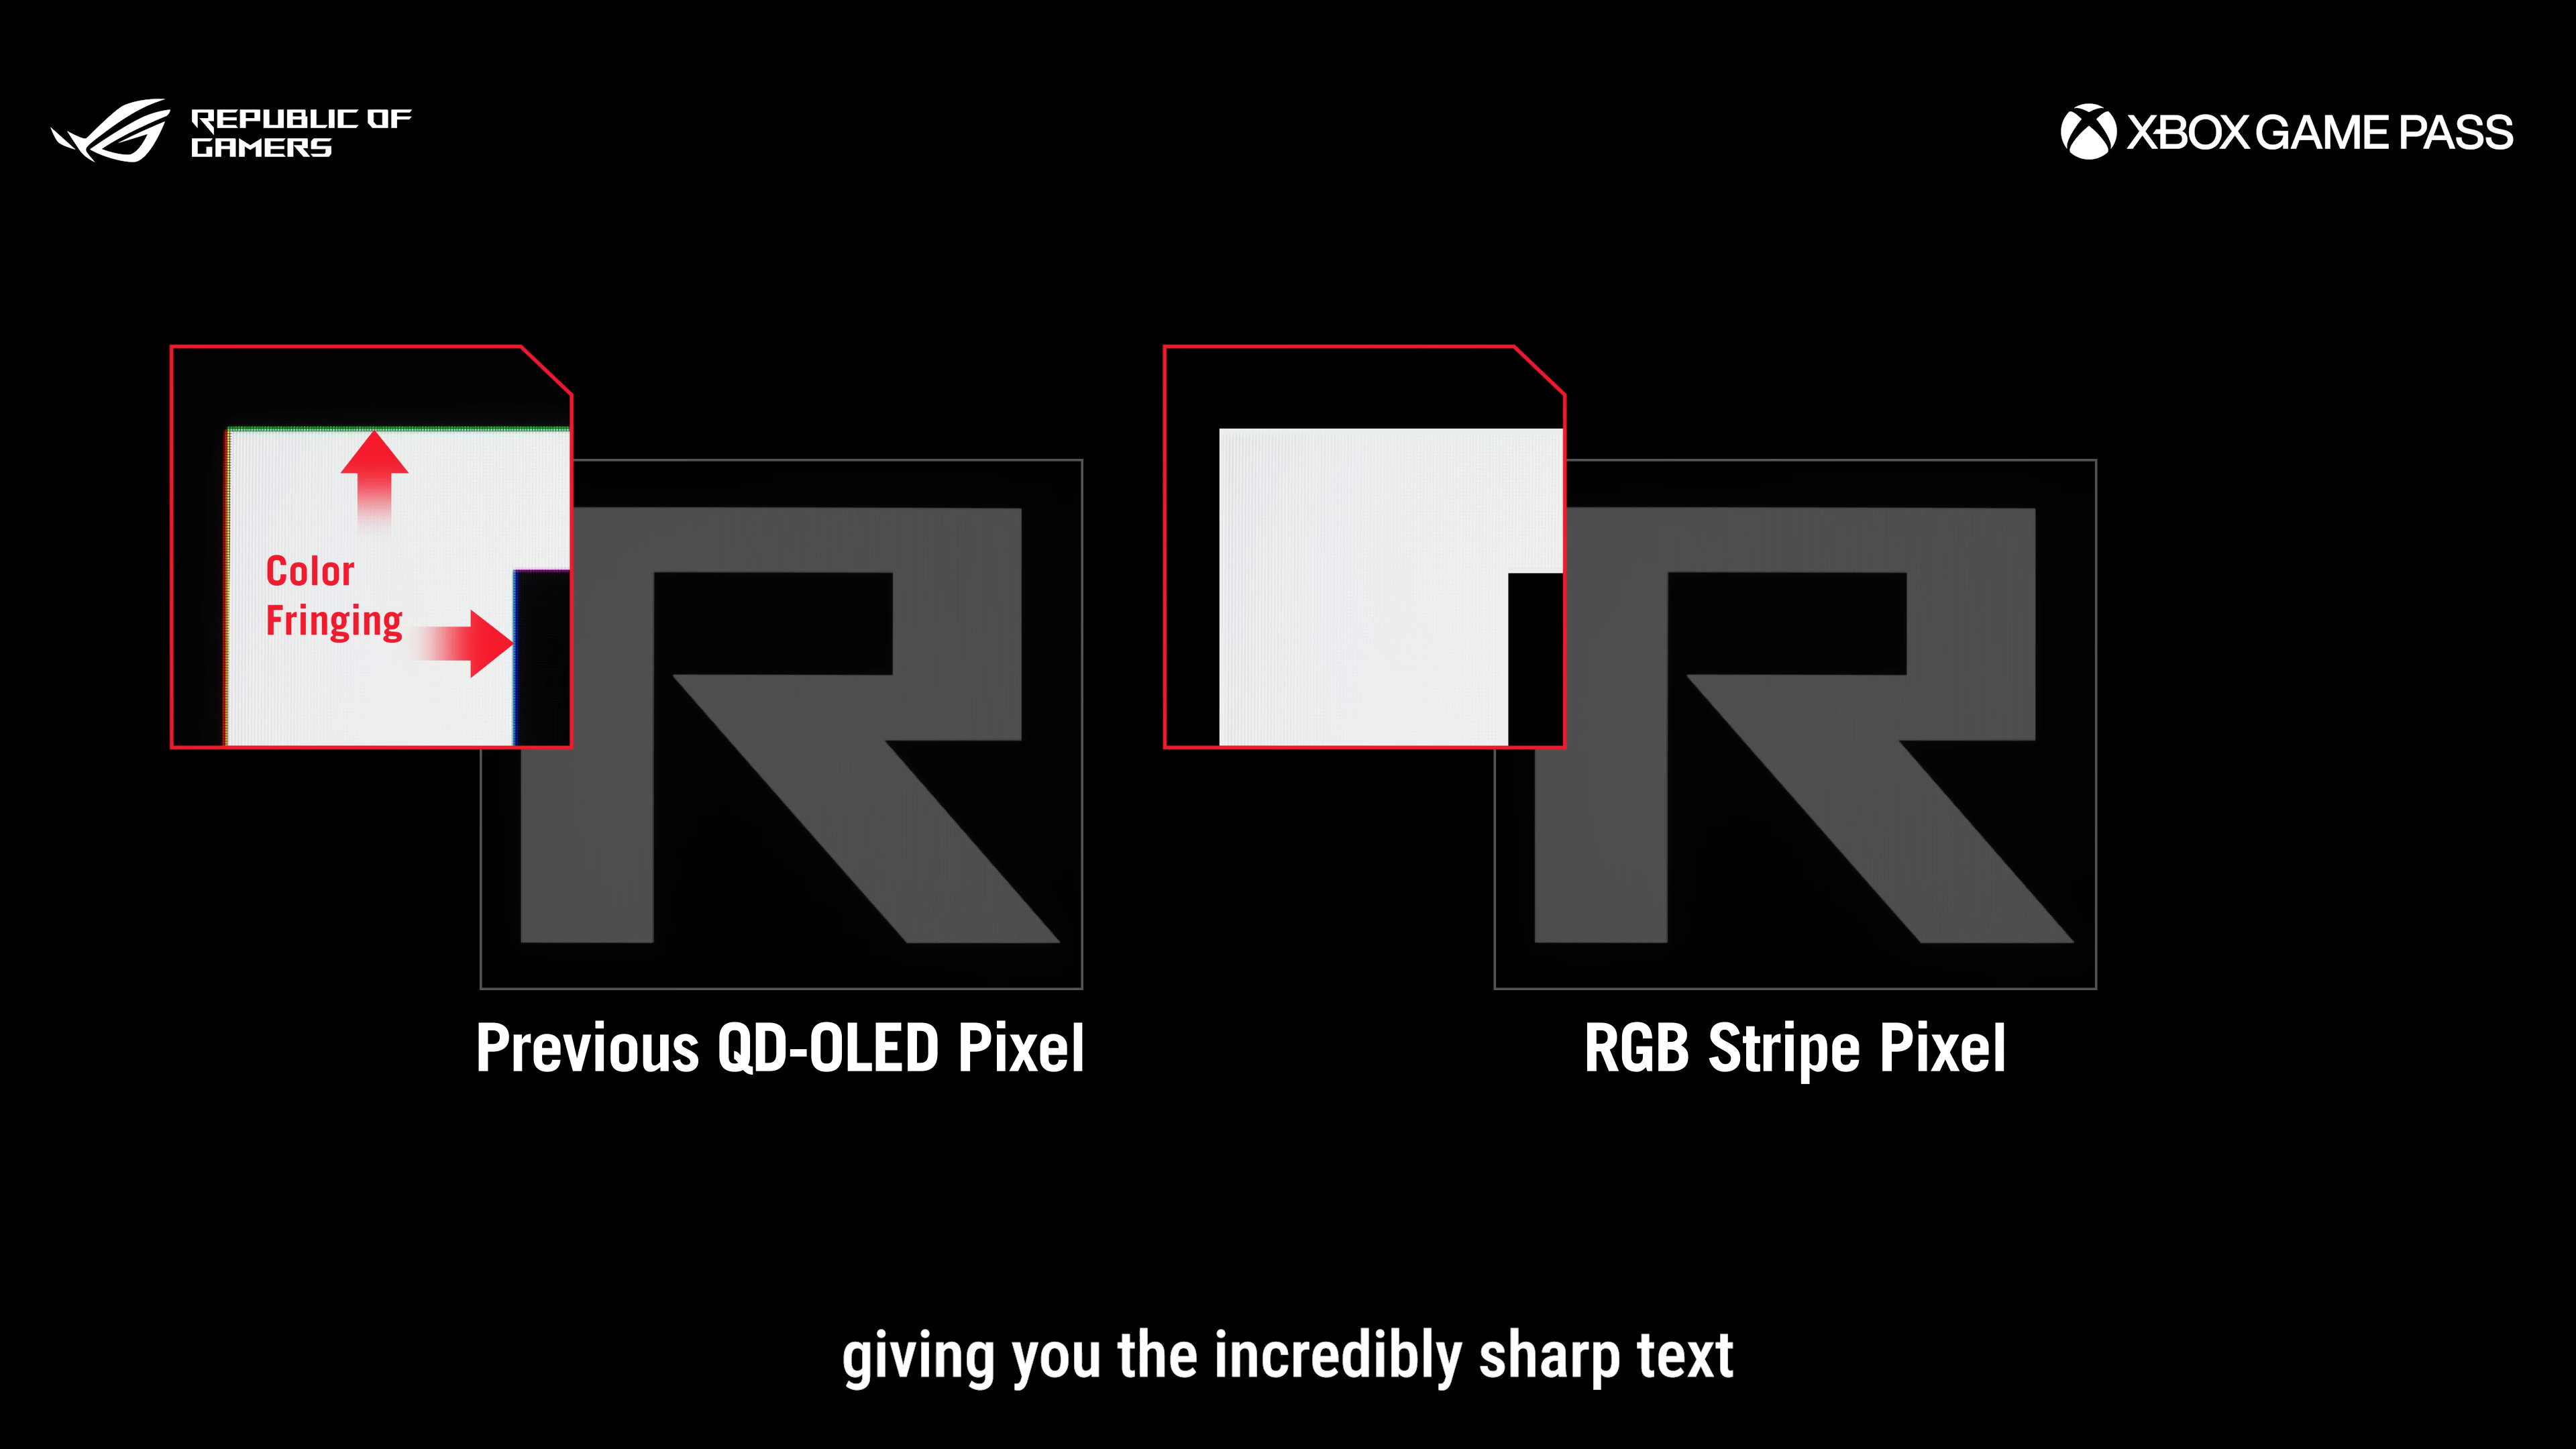 REPUBLIC OF
GAMERS
XBOX GAME PASS
Color
Fringing
R
R
Previous QD-OLED Pixel
RGB Stripe Pixel
giving you the incredibly sharp text